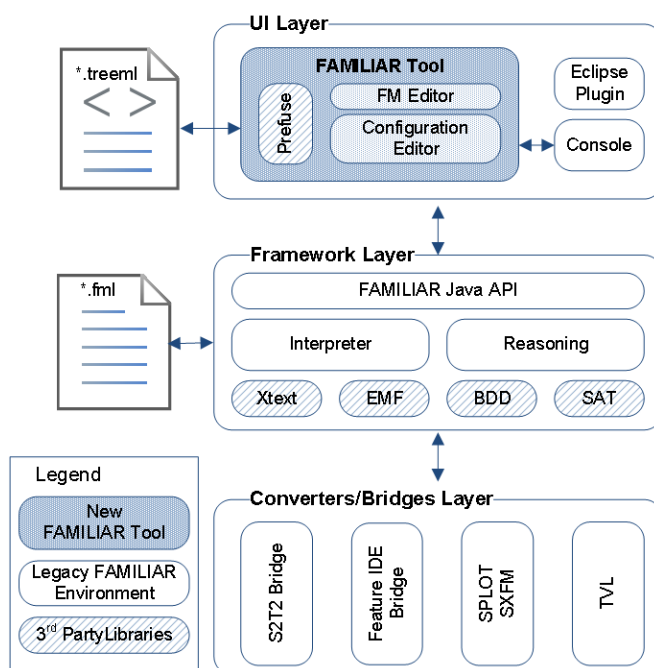 UI Layer
*.treeml
< >
FAMILIAR Tool
Prefuse
FM Editor
Configuration
Editor
Eclipse
Plugin
Console
Framework Layer
*.fml
FAMILIAR Java API
Interpreter
Reasoning
Xtext
EMF
BDD
SAT
Legend
New
FAMILIAR Tool
Legacy FAMILIAR
Environment
3rd PartyLibraries
Converters/Bridges Layer
S2T2 Bridge
Feature IDE
Bridge
SPLOT
SXFM
TVL